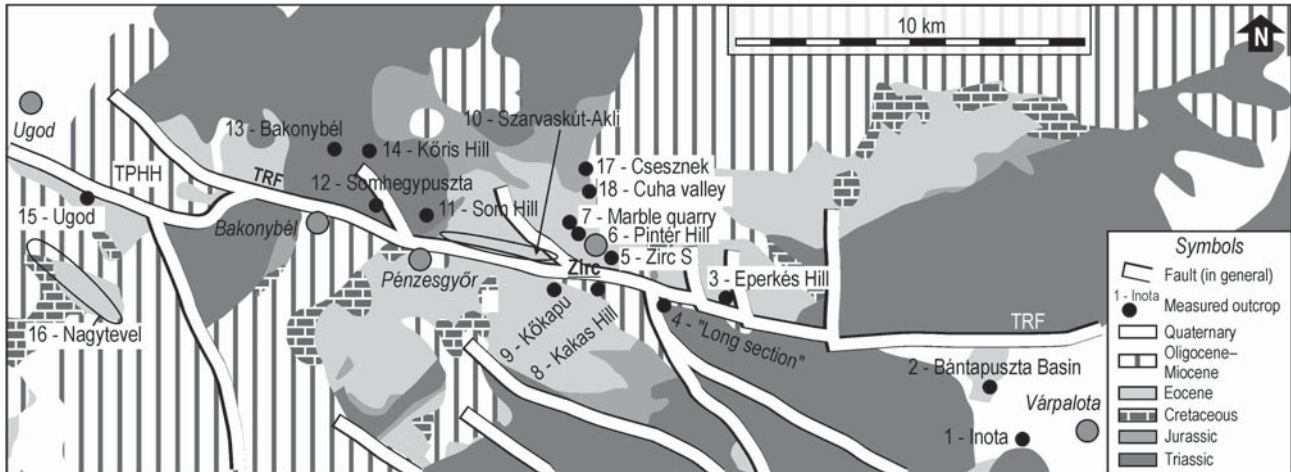 10 km
N
Ugod
TPHH
13 - Bakonybél
14 - Kőris Hill
10 - Szarvaskút-Akli
TRF
12 - Somhegypuszta
11 - Som Hill
17 - Csesznek
18 - Cuha valley
7 - Marble quarry
6 - Pintér Hill
5 - Zirc S
15 - Ugod
Bakonybél
Pénzesgyőr
Zirc
3 - Eperkés Hill
16 - Nagytevel
9 - Kőkapu
8 - Kakas Hill
4 - "Long section"
TRF
2 - Bántapuszta Basin
Várpalota
1 - Inota
Symbols
Fault (in general)
1 - Inota
Measured outcrop
Quaternary
Oligocene–
Miocene
Eocene
Cretaceous
Jurassic
Triassic